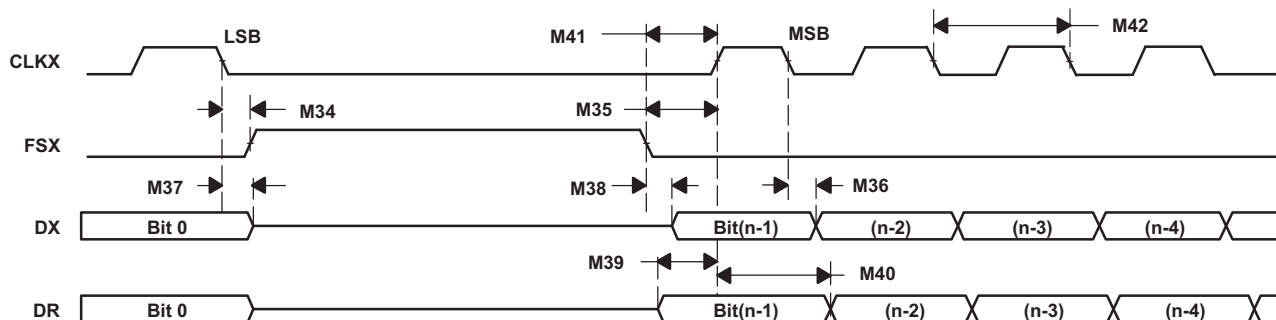 LSB M41 MSB M42
CLKX
M34 M35
FSX
M37 M38 M36
DX Bit 0 Bit(n-1) (n-2) (n-3) (n-4)
M39 M40
DR Bit 0 Bit(n-1) (n-2) (n-3) (n-4)